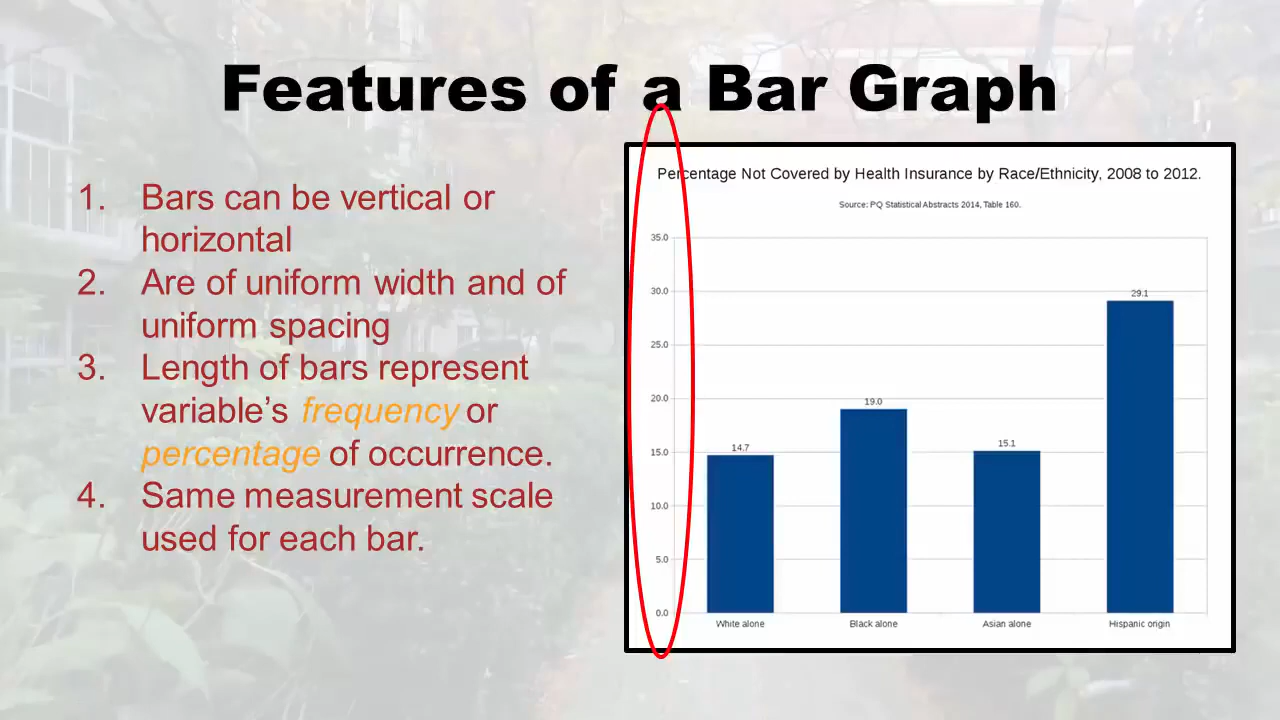 Features of a Bar Graph
1. Bars can be vertical or
horizontal
2. Are of uniform width and of
uniform spacing
3. Length of bars represent
variable’s frequency or
percentage of occurrence.
4. Same measurement scale
used for each bar.
Percentage Not Covered by Health Insurance by Race/Ethnicity, 2008 to 2012.
Source: PQ Statistical Abstracts 2014, Table 160.
35.0
30.0
25.0
20.0
15.0
10.0
5.0
0.0
14.7
19.0
15.1
29.1
White alone
Black alone
Asian alone
Hispanic origin